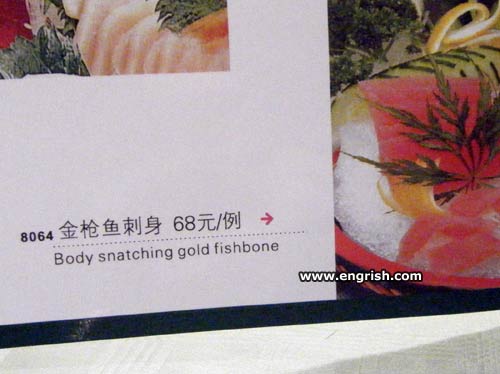 8064 金枪鱼刺身 68元/例 →
Body snatching gold fishbone
www.engrish.com